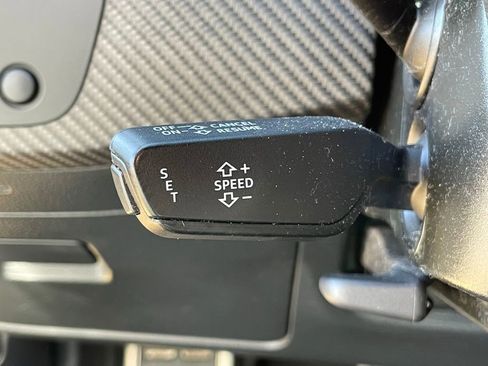 OFF CANCEL
ON RESUME
SET
+
SPEED
-